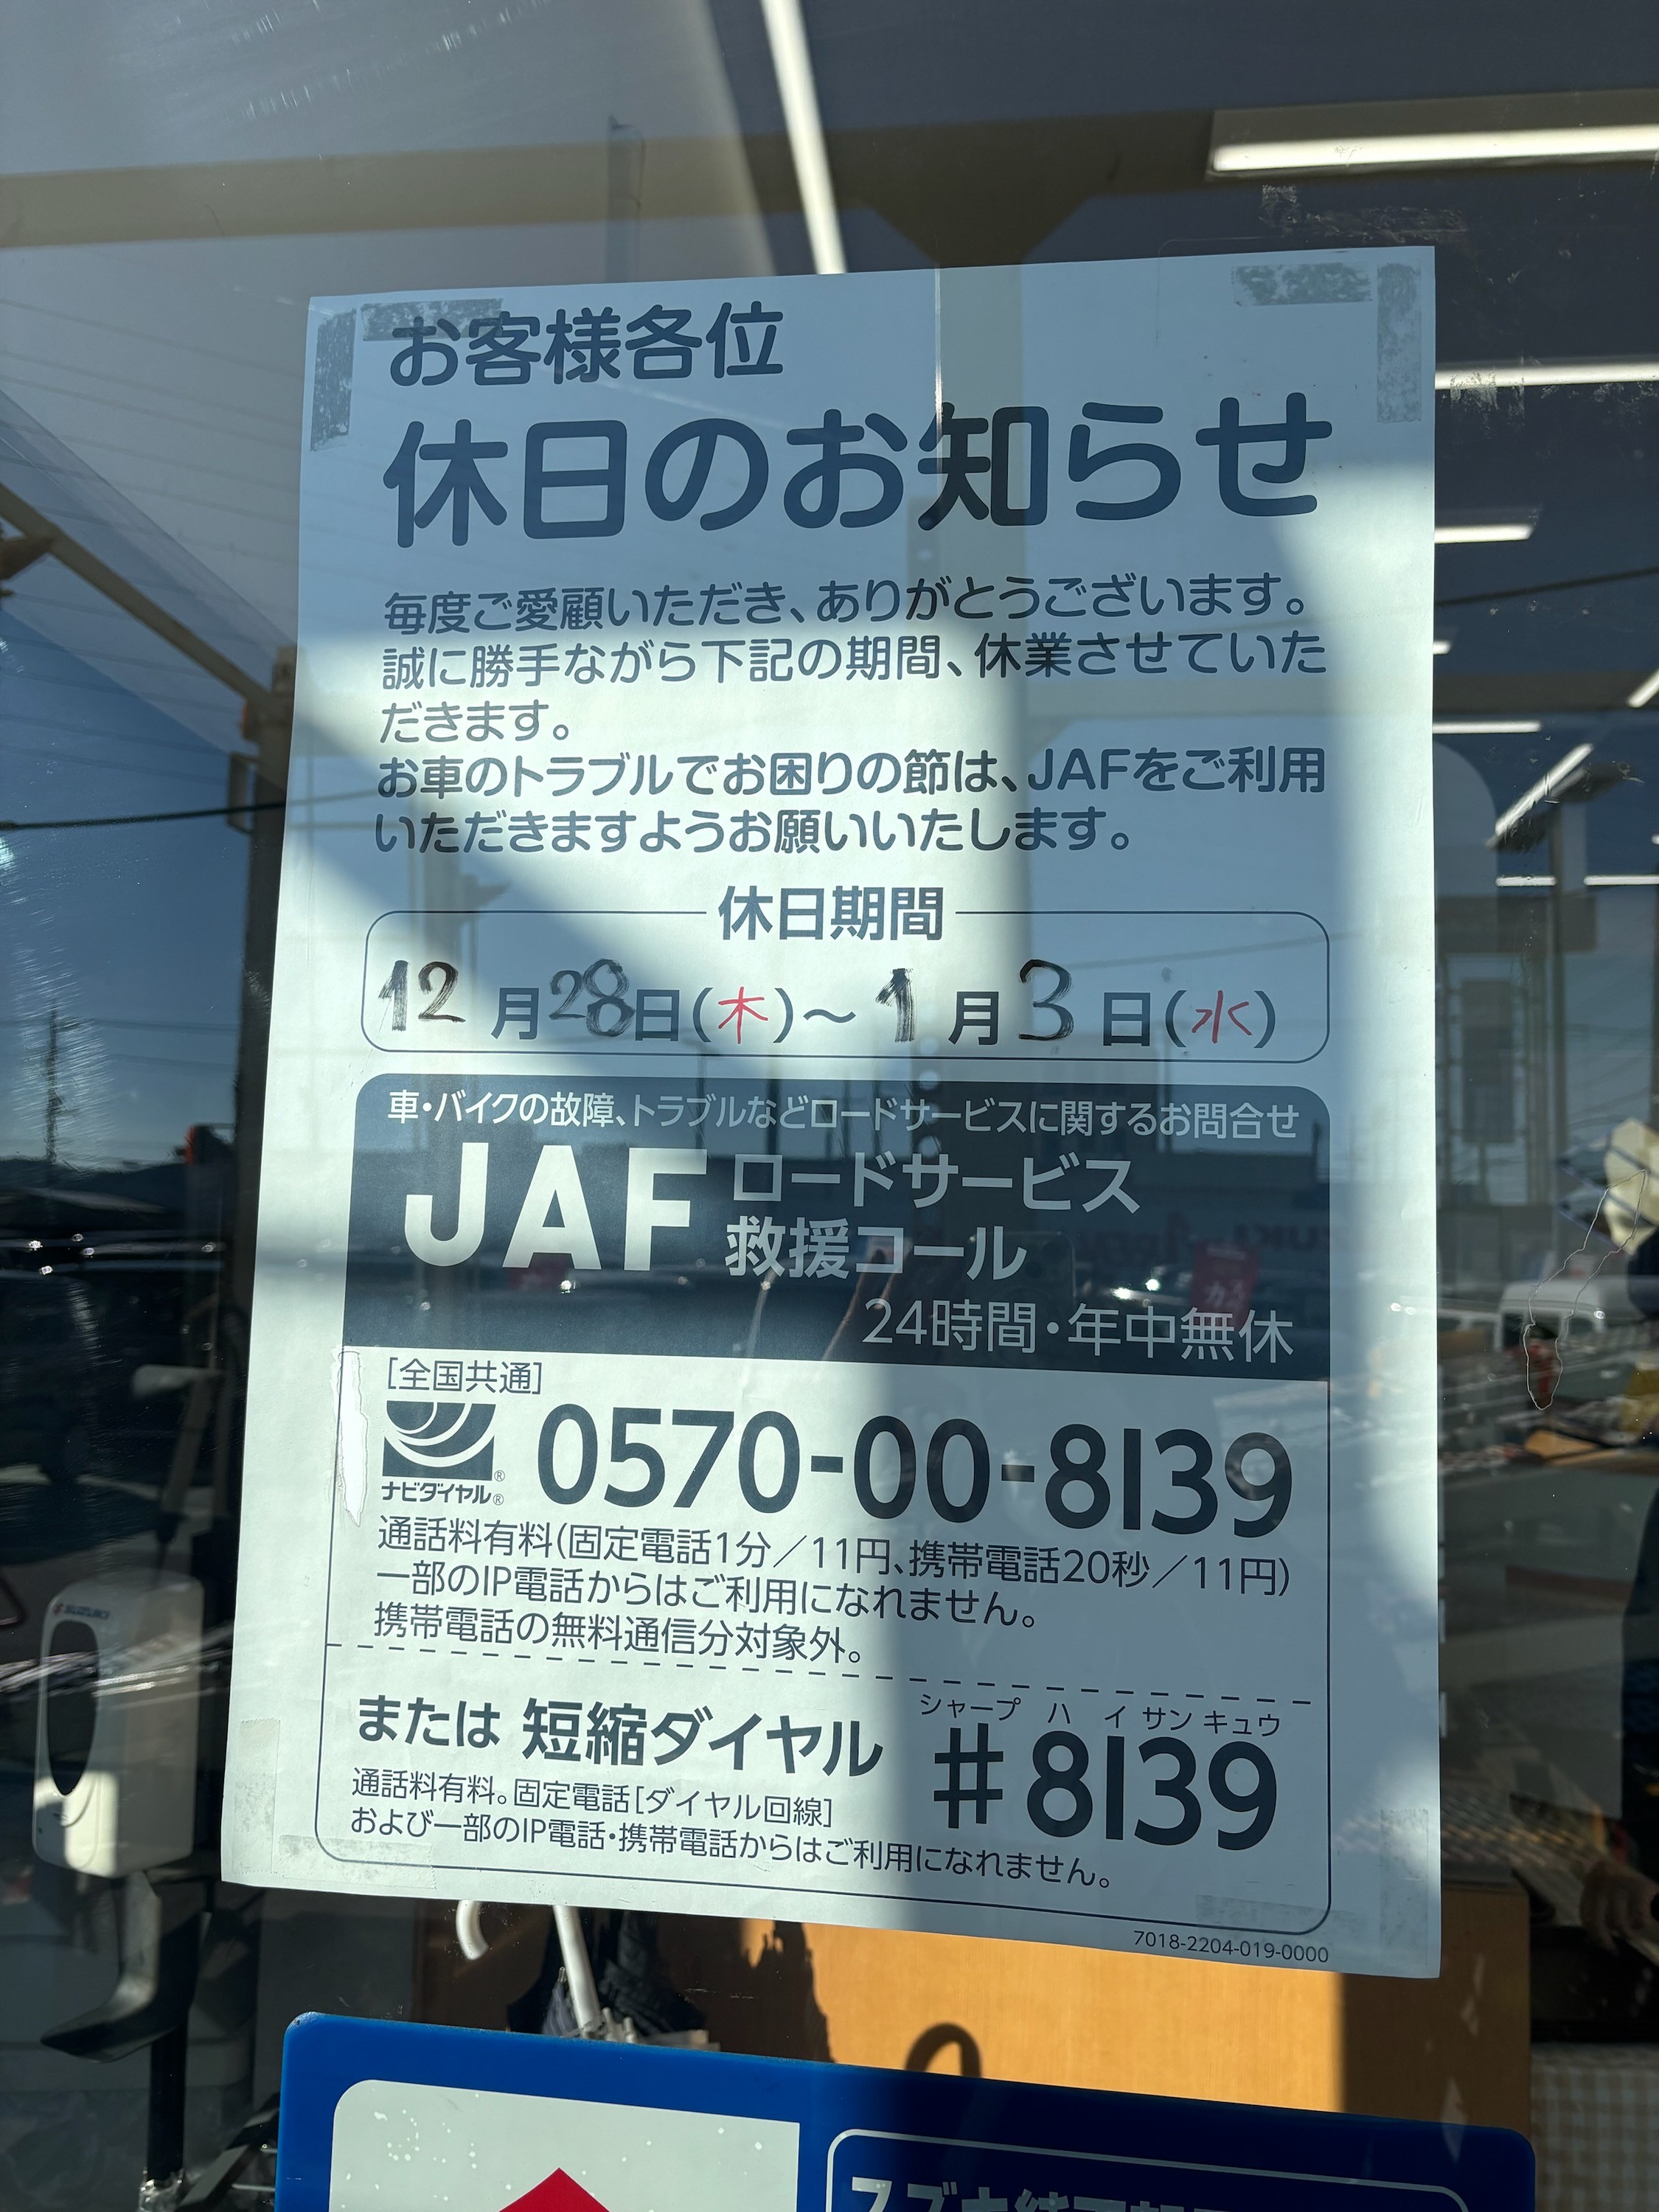 お客様各位
休日のお知らせ
毎度ご愛顧いただき、ありがとうございます。
誠に勝手ながら下記の期間、休業させていた
だきます。
お車のトラブルでお困りの節は、JAFをご利用
いただきますようお願いいたします。
休日期間
12月28日(木)～1月3日(水)
車・バイクの故障、トラブルなどロードサービスに関するお問合せ
JAF ロードサービス
救援コール
24時間・年中無休
[全国共通]
ナビダイヤル® 0570-00-8139
通話料有料(固定電話1分／11円、携帯電話20秒／11円)
一部のIP電話からはご利用になれません。
携帯電話の無料通信分対象外。
シャープ ハ イ サン キュウ
または 短縮ダイヤル #8139
通話料有料。固定電話[ダイヤル回線]
および一部のIP電話・携帯電話からはご利用になれません。
7018-2204-019-0000